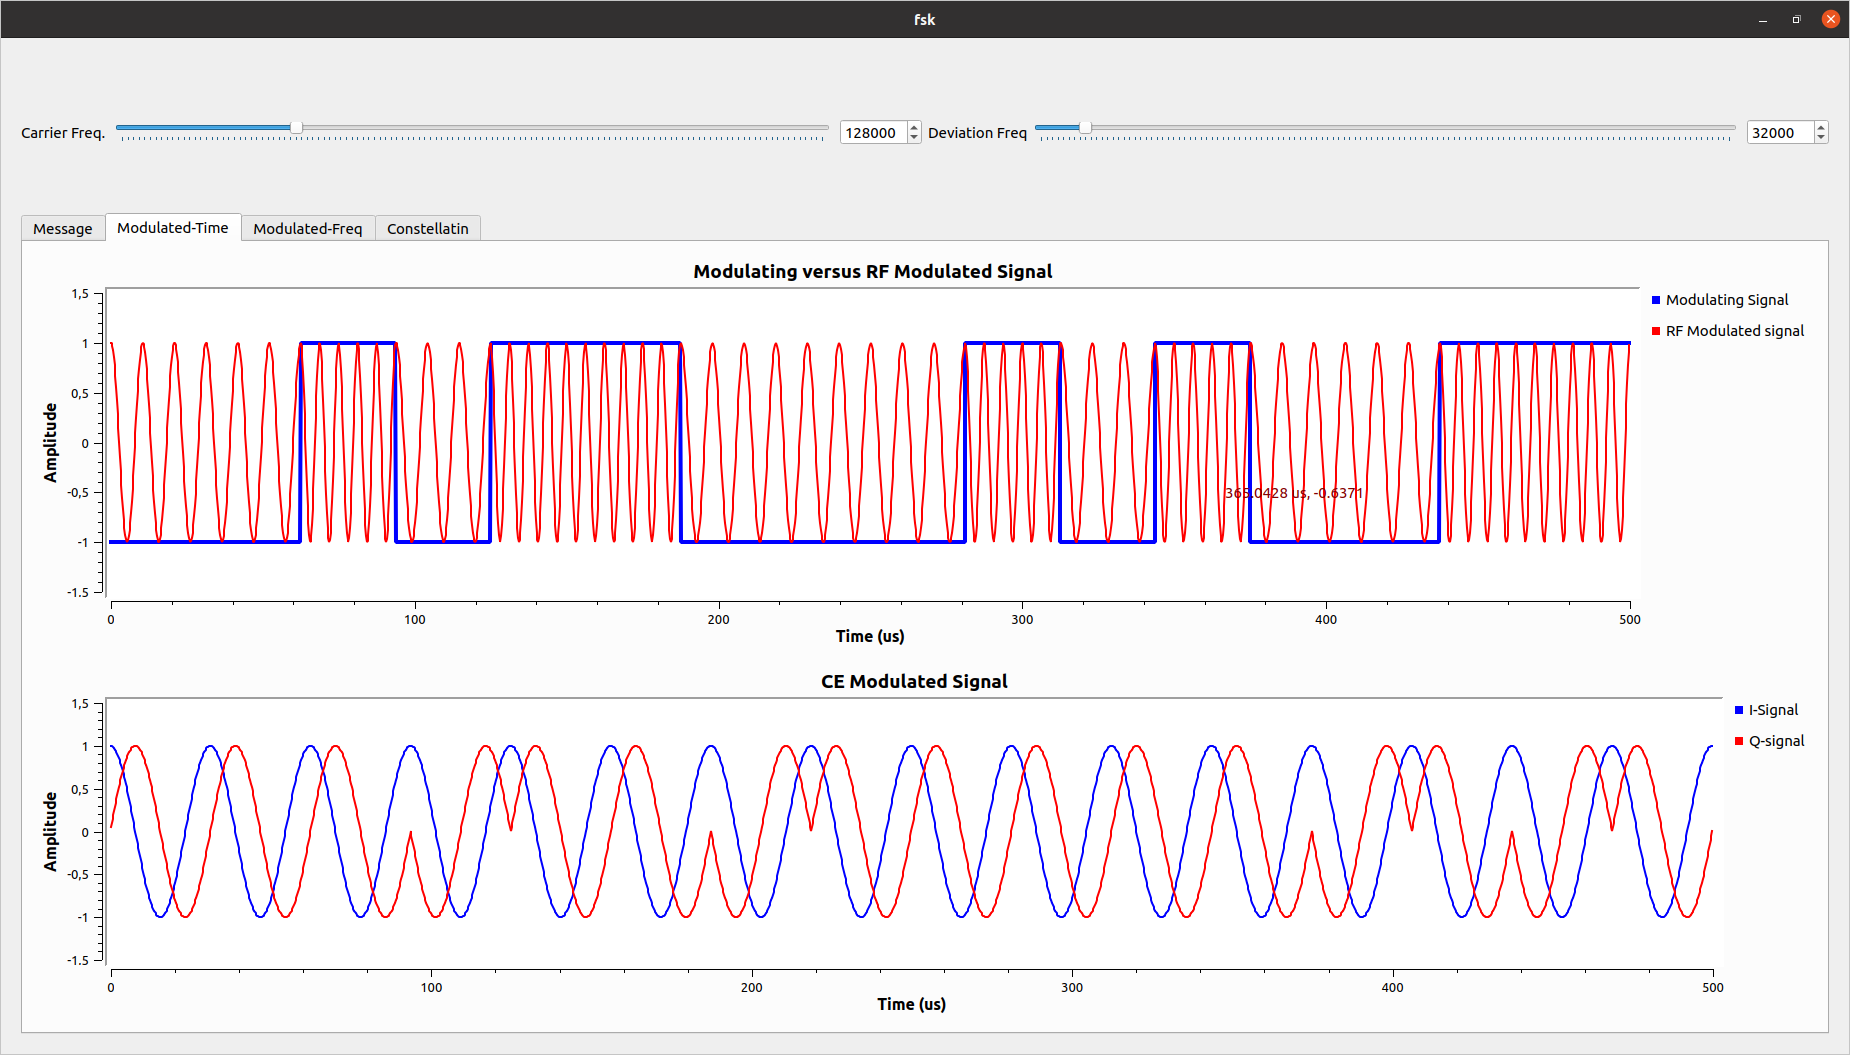 fsk
Carrier Freq. 128000 Deviation Freq 32000
Message Modulated-Time Modulated-Freq Constellatin
Modulating versus RF Modulated Signal
1,5
1
0,5
0
-0,5
-1
-1.5
Amplitude
Modulating Signal
RF Modulated signal
365.0428 us, -0.6371
0 100 200 300 400 500
Time (us)
CE Modulated Signal
1,5
1
0,5
0
-0,5
-1
-1.5
Amplitude
I-Signal
Q-signal
0 100 200 300 400 500
Time (us)